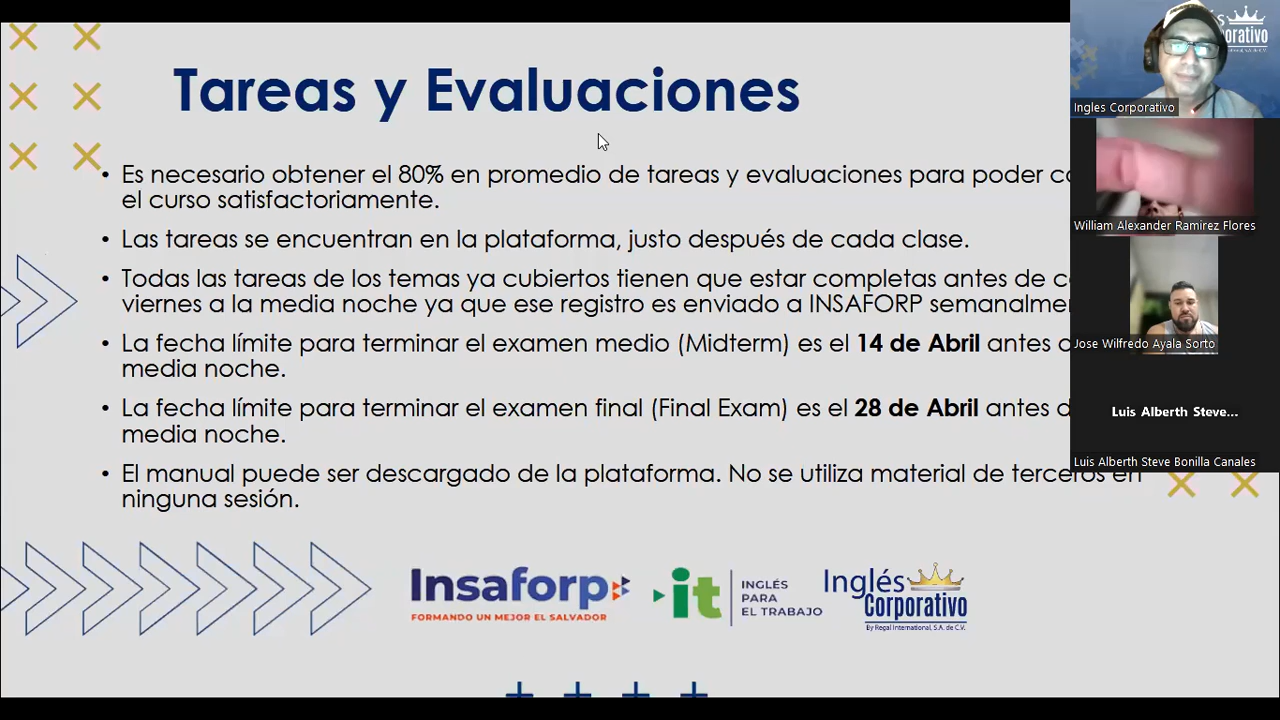 Tareas y Evaluaciones
• Es necesario obtener el 80% en promedio de tareas y evaluaciones para poder
el curso satisfactoriamente.
• Las tareas se encuentran en la plataforma, justo después de cada clase.
• Todas las tareas de los temas ya cubiertos tienen que estar completas antes de
viernes a la media noche ya que ese registro es enviado a INSAFORP
• La fecha límite para terminar el examen medio (Midterm) es el 14 de Abril antes
media noche.
• La fecha límite para terminar el examen final (Final Exam) es el 28 de Abril antes
media noche.
• El manual puede ser descargado de la plataforma. No se utiliza material de terceros en
ninguna sesión.
Insaforp
FORMANDO UN MEJOR EL SALVADOR
it
INGLÉS
PARA
EL TRABAJO
Inglés
Corporativo
By Regal International, S.A. de C.V.
Ingles Corporativo
William Alexander Ramirez Flores
Jose Wilfredo Ayala Sorto
Luis Alberth Steve...
Luis Alberth Steve Bonilla Canales